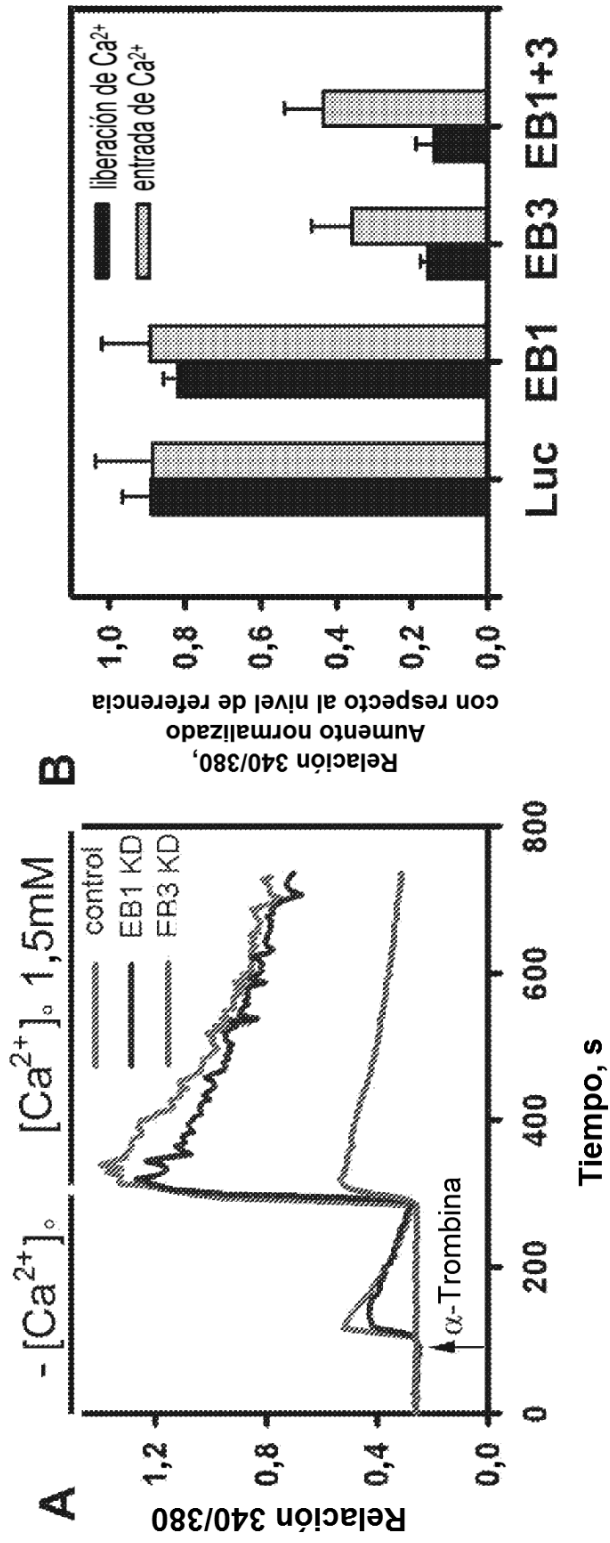 A
- [Ca²⁺]ₒ
[Ca²⁺]ₒ 1,5mM
control
EB1 KD
EB3 KD
Relación 340/380
1,2
0,8
0,4
0,0
α-Trombina
0
200
400
600
800
Tiempo, s
B
liberación de Ca²⁺
entrada de Ca²⁺
Relación 340/380,
Aumento normalizado
con respecto al nivel de referencia
1,0
0,8
0,6
0,4
0,2
0,0
Luc
EB1
EB3
EB1+3